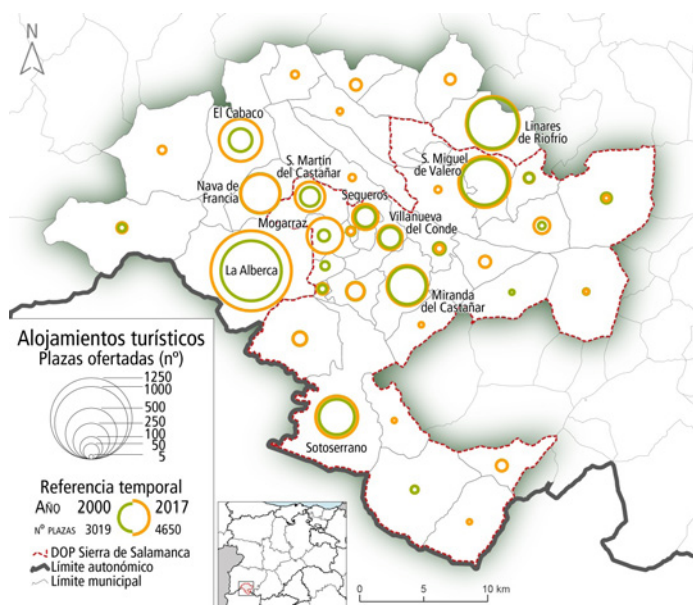 N
El Cabaco
Linares
de Riofrío
S. Martín
del Castañar
S. Miguel
de Valero
Nava de
Francia
Sequeros
Mogarraz
Villanueva
del Conde
La Alberca
Miranda
del Castañar
Sotoserrano
Alojamientos turísticos
Plazas ofertadas (nº)
1250
1000
500
250
100
50
5
Referencia temporal
AÑO 2000 2017
Nº PLAZAS 3019 4650
DOP Sierra de Salamanca
Límite autonómico
Límite municipal
0 5 10 km